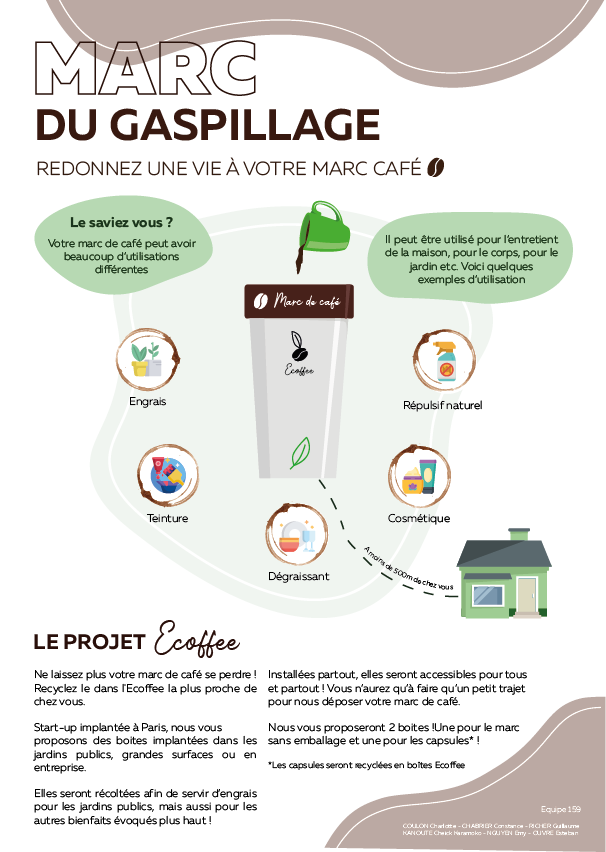 MARC
DU GASPILLAGE
REDONNEZ UNE VIE À VOTRE MARC CAFÉ
Le saviez vous ?
Votre marc de café peut avoir
beaucoup d'utilisations
différentes
Il peut être utilisé pour l'entretient
de la maison, pour le corps, pour le
jardin etc. Voici quelques
exemples d'utilisation
Marc de café
Ecoffee
Engrais
Répulsif naturel
Teinture
Cosmétique
Dégraissant
A moins de 500m de chez vous
LE PROJET Ecoffee
Ne laissez plus votre marc de café se perdre !
Recyclez le dans l'Ecoffee la plus proche de
chez vous.
Start-up implantée à Paris, nous vous
proposons des boites implantées dans les
jardins publics, grandes surfaces ou en
entreprise.
Elles seront récoltées afin de servir d'engrais
pour les jardins publics, mais aussi pour les
autres bienfaits évoqués plus haut !
Installées partout, elles seront accessibles pour tous
et partout ! Vous n'aurez qu'à faire qu'un petit trajet
pour nous déposer votre marc de café.
Nous vous proposeront 2 boites !Une pour le marc
sans emballage et une pour les capsules* !
*Les capsules seront recyclées en boîtes Ecoffee
Equipe 159
COULON Charlotte - CHABRIER Constance - RICHER Guillaume
KANOUTE Cheick Karamoko - NGUYEN Emy - CUVRE Esteban